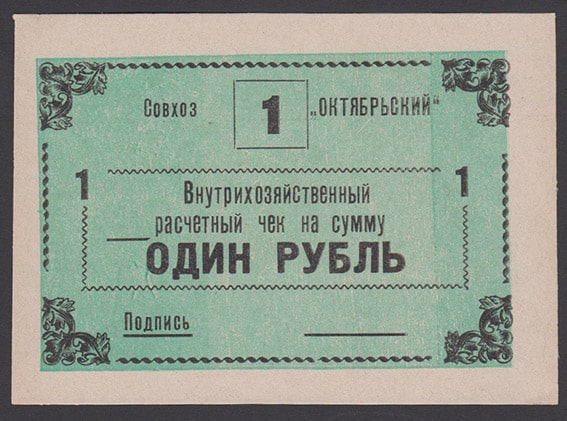 Совхоз 1 „ОКТЯБРЬСКИЙ"
1 1
Внутрихозяйственный
расчетный чек на сумму
ОДИН РУБЛЬ
Подпись